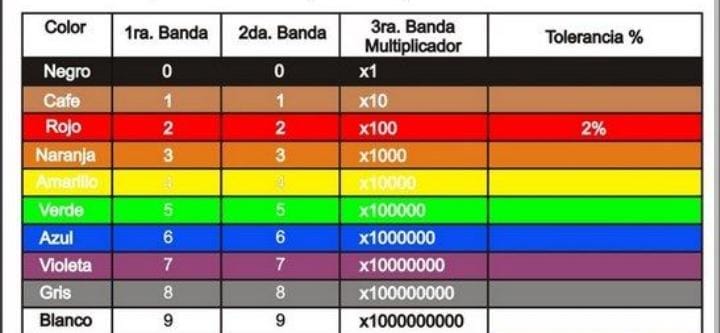 Color 1ra. Banda 2da. Banda 3ra. Banda Multiplicador Tolerancia %
Negro 0 0 x1
Cafe 1 1 x10
Rojo 2 2 x100 2%
Naranja 3 3 x1000
Amarillo 4 4 x10000
Verde 5 5 x100000
Azul 6 6 x1000000
Violeta 7 7 x10000000
Gris 8 8 x100000000
Blanco 9 9 x1000000000